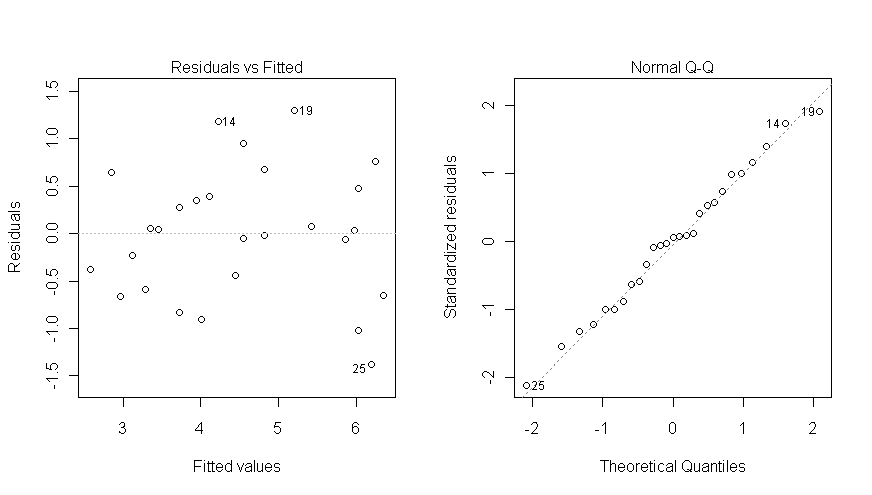 Residuals vs Fitted
Residuals
1.5
1.0
0.5
0.0
-0.5
-1.0
-1.5
14
19
25
3 4 5 6
Fitted values
Normal Q-Q
Standardized residuals
2
1
0
-1
-2
14
19
25
-2 -1 0 1 2
Theoretical Quantiles